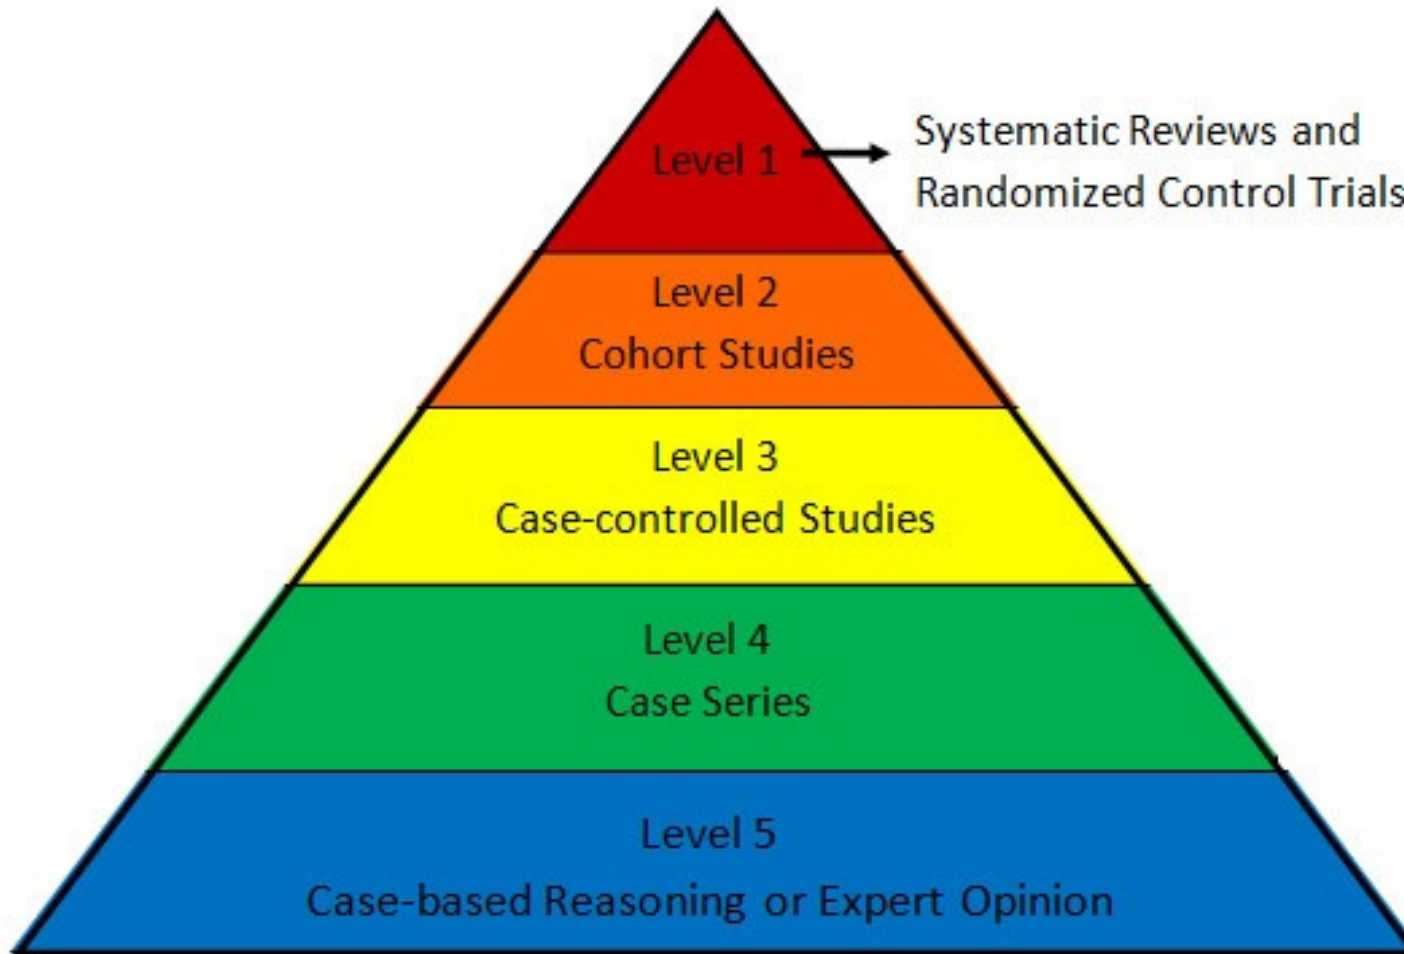 Level 1
Systematic Reviews and
Randomized Control Trials
Level 2
Cohort Studies
Level 3
Case-controlled Studies
Level 4
Case Series
Level 5
Case-based Reasoning or Expert Opinion